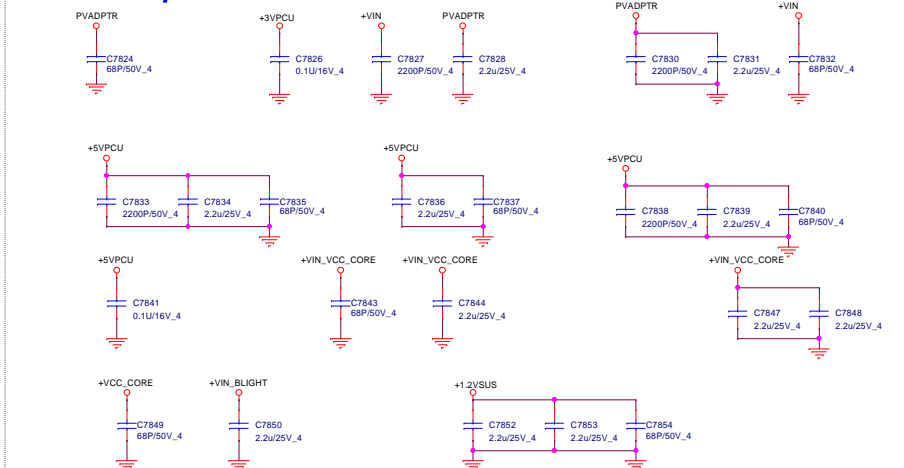 PVADPTR
C7824
68P/50V_4
+3VPCU
C7826
0.1U/16V_4
+VIN
C7827
2200P/50V_4
PVADPTR
C7828
2.2u/25V_4
PVADPTR
C7830
2200P/50V_4
C7831
2.2u/25V_4
+VIN
C7832
68P/50V_4
+5VPCU
C7833
2200P/50V_4
C7834
2.2u/25V_4
C7835
68P/50V_4
+5VPCU
C7836
2.2u/25V_4
C7837
68P/50V_4
+5VPCU
C7838
2200P/50V_4
C7839
2.2u/25V_4
C7840
68P/50V_4
+5VPCU
C7841
0.1U/16V_4
+VIN_VCC_CORE
C7843
68P/50V_4
+VIN_VCC_CORE
C7844
2.2u/25V_4
+VIN_VCC_CORE
C7847
2.2u/25V_4
C7848
2.2u/25V_4
+VCC_CORE
C7849
68P/50V_4
+VIN_BLIGHT
C7850
2.2u/25V_4
+1.2VSUS
C7852
2.2u/25V_4
C7853
2.2u/25V_4
C7854
68P/50V_4